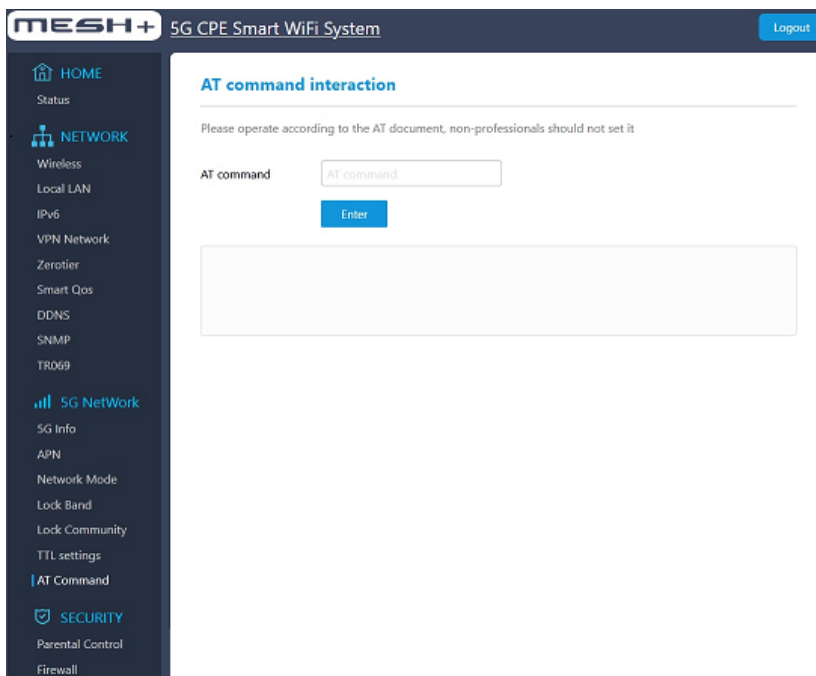 MESH+ 5G CPE Smart WiFi System
Logout
HOME
Status
NETWORK
Wireless
Local LAN
IPv6
VPN Network
Zerotier
Smart Qos
DDNS
SNMP
TR069
5G NetWork
5G Info
APN
Network Mode
Lock Band
Lock Community
TTL settings
AT Command
SECURITY
Parental Control
Firewall
AT command interaction
Please operate according to the AT document, non-professionals should not set it
AT command
AT command
Enter